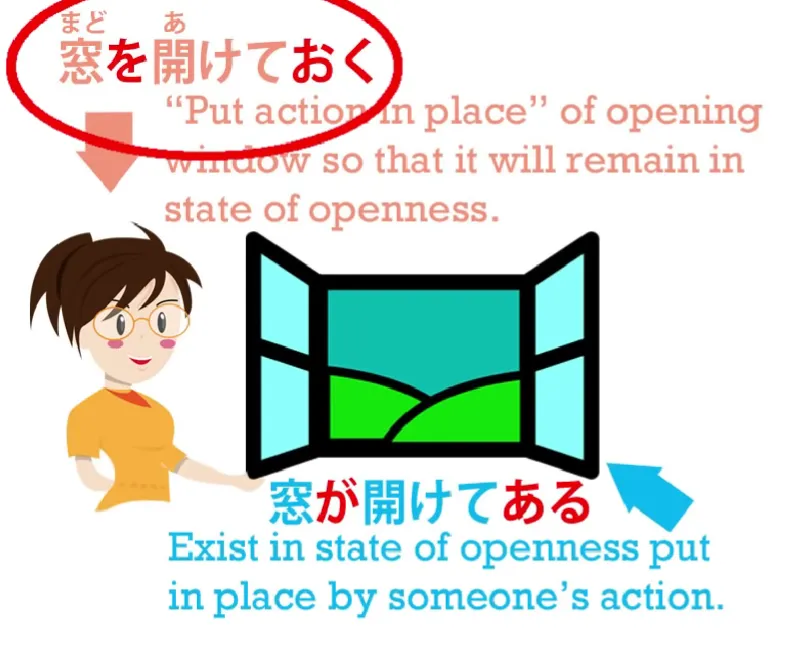 まど あ
窓を開けておく
“Put action in place” of opening
window so that it will remain in
state of openness.
窓が開けてある
Exist in state of openness put
in place by someone’s action.